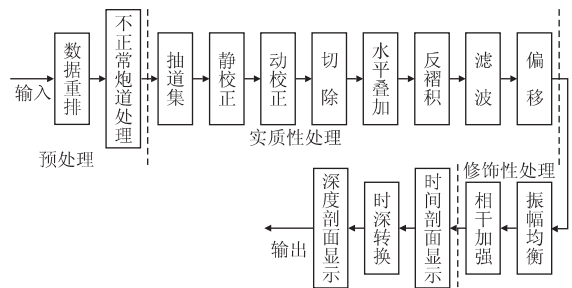 输入
数据重排
不正常炮道处理
抽道集
静校正
动校正
切除
水平叠加
反褶积
滤波
偏移
预处理
实质性处理
修饰性处理
振幅均衡
相干加强
时间剖面显示
时深转换
深度剖面显示
输出